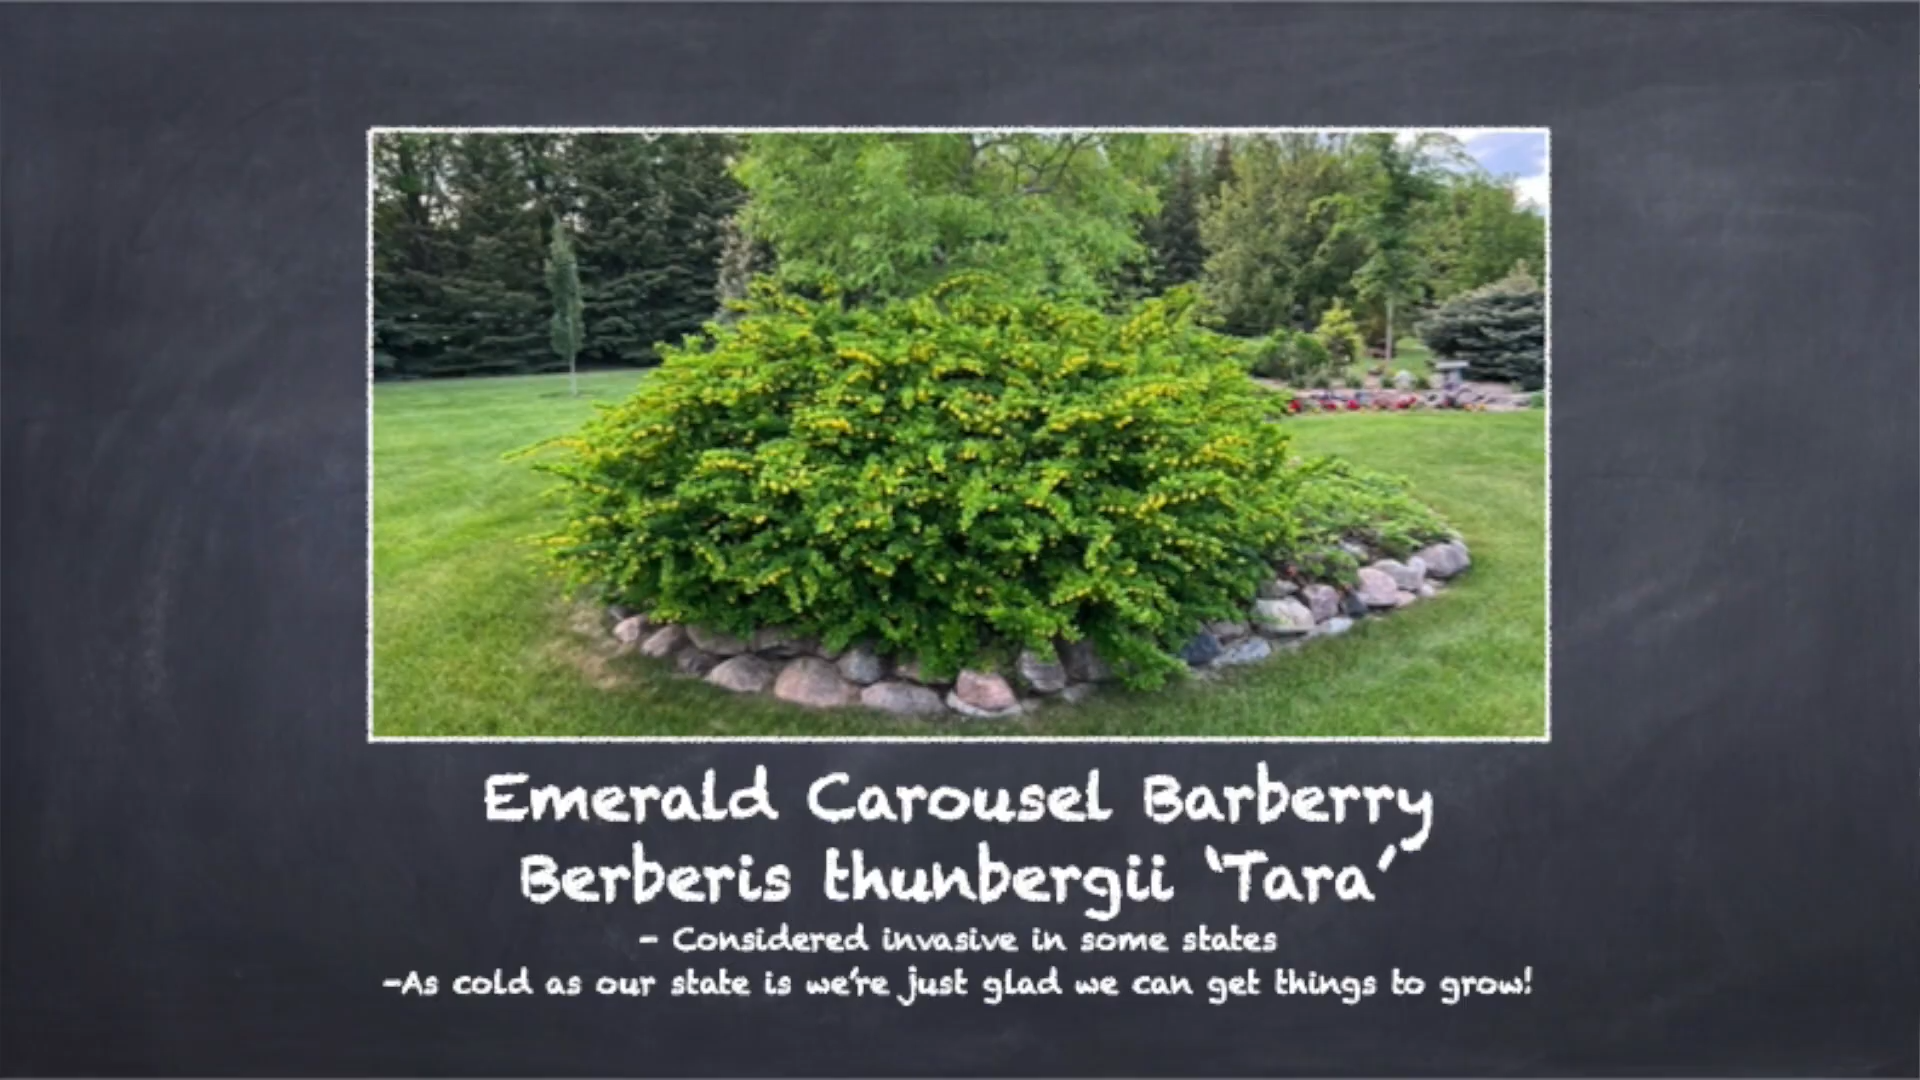 Emerald Carousel Barberry
Berberis thunbergii ‘Tara’
- Considered invasive in some states
-As cold as our state is we're just glad we can get things to grow!